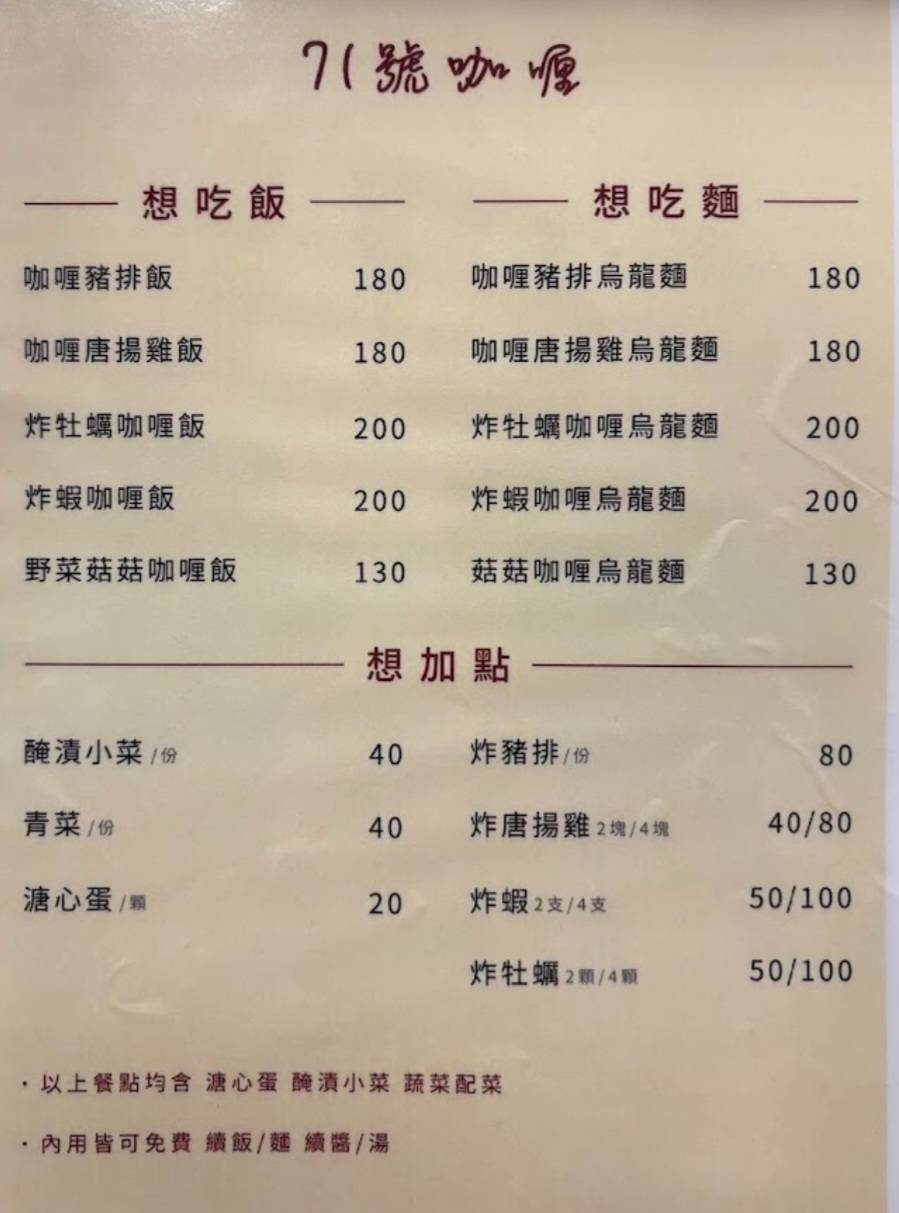 71號咖喱
想吃飯
咖喱豬排飯 180
咖喱唐揚雞飯 180
炸牡蠣咖喱飯 200
炸蝦咖喱飯 200
野菜菇菇咖喱飯 130
想吃麵
咖喱豬排烏龍麵 180
咖喱唐揚雞烏龍麵 180
炸牡蠣咖喱烏龍麵 200
炸蝦咖喱烏龍麵 200
菇菇咖喱烏龍麵 130
想加點
醃漬小菜/份 40
青菜/份 40
溏心蛋/顆 20
炸豬排/份 80
炸唐揚雞 2塊/4塊 40/80
炸蝦 2支/4支 50/100
炸牡蠣 2顆/4顆 50/100
·以上餐點均含 溏心蛋 醃漬小菜 蔬菜配菜
·內用皆可免費 續飯/麵 續醬/湯